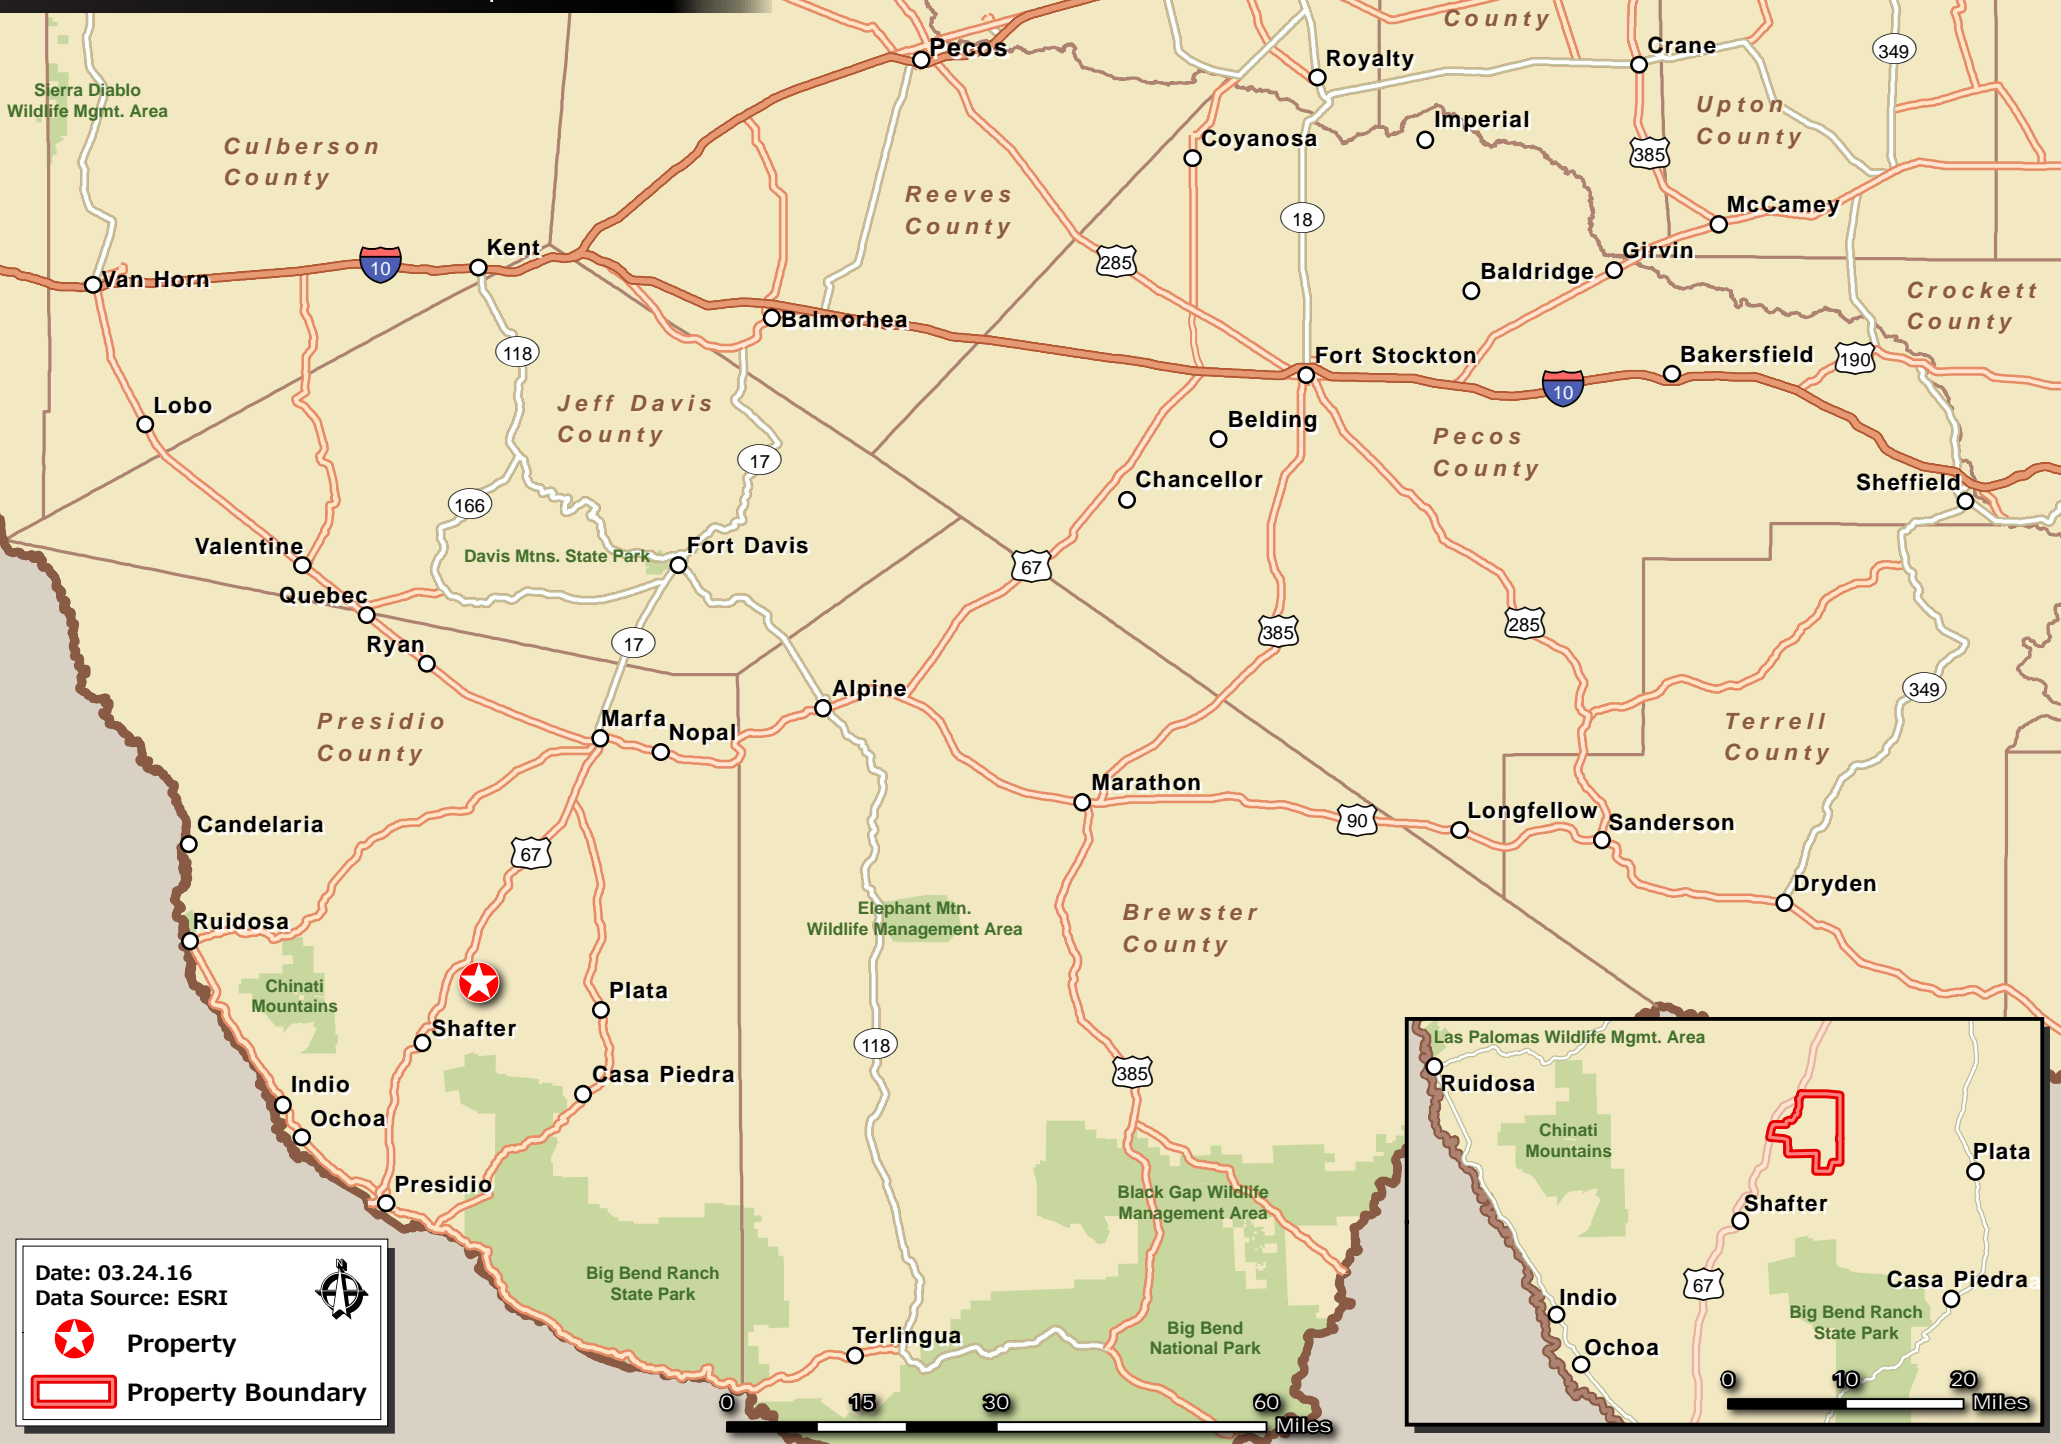 Pecos
Royalty
County
Crane
349
Sierra Diablo
Wildlife Mgmt. Area
Culberson
County
Reeves
County
Coyanosa
Imperial
Upton
County
385
McCamey
18
Kent
10
Van Horn
285
Girvin
Baldridge
Crockett
County
Balmorhea
118
Fort Stockton
10
Bakersfield
190
Lobo
Jeff Davis
County
Belding
Pecos
County
17
Chancellor
Sheffield
166
Valentine
Davis Mtns. State Park
Fort Davis
67
Quebec
Ryan
17
385
285
349
Alpine
Presidio
County
Marfa
Nopal
Terrell
County
Marathon
90
Longfellow
Sanderson
Candelaria
67
Dryden
Ruidosa
Elephant Mtn.
Wildlife Management Area
Brewster
County
Chinati
Mountains
Plata
Shafter
118
385
Casa Piedra
Indio
Ochoa
Presidio
Black Gap Wildlife
Management Area
Big Bend Ranch
State Park
Terlingua
Big Bend
National Park
0 15 30 60
Miles
Date: 03.24.16
Data Source: ESRI
N
Property
Property Boundary
Las Palomas Wildlife Mgmt. Area
Ruidosa
Chinati
Mountains
Plata
Shafter
67
Casa Piedra
Indio
Big Bend Ranch
State Park
Ochoa
0 10 20
Miles